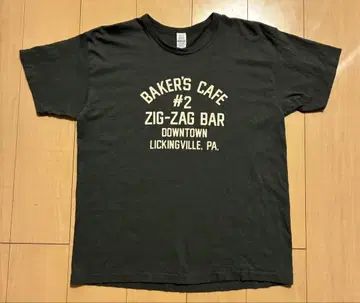 BAKER'S CAFE
#2
ZIG-ZAG BAR
DOWNTOWN
LICKINGVILLE, PA.